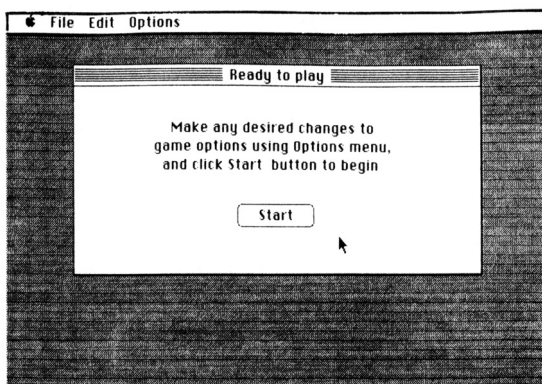 File Edit Options
Ready to play
Make any desired changes to
game options using Options menu,
and click Start button to begin
Start